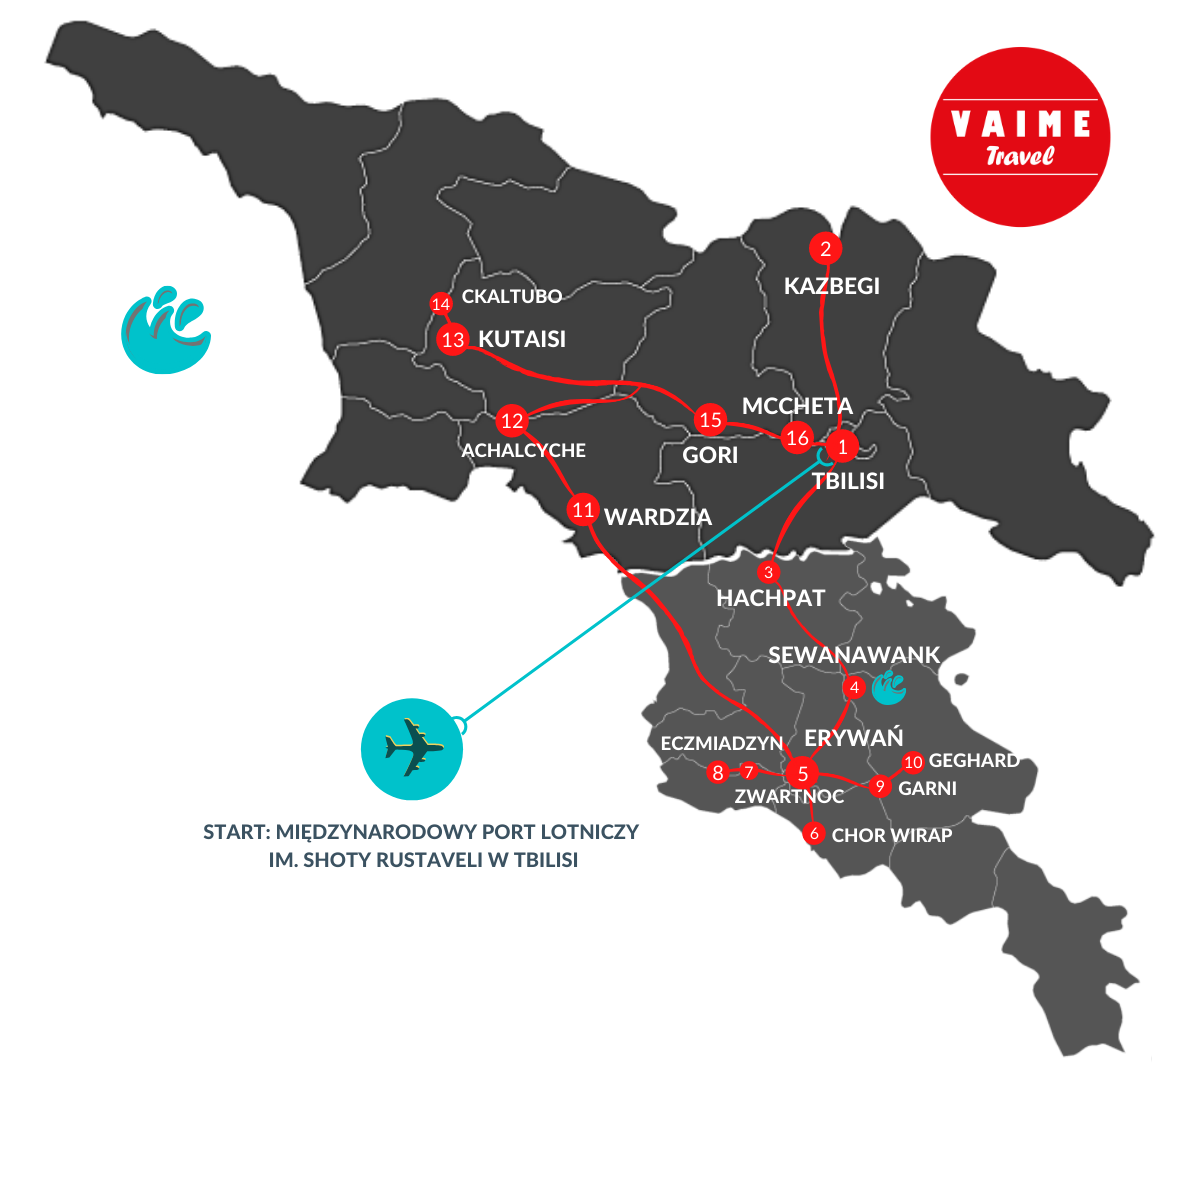 VAIME
Travel
2
KAZBEGI
14
CKALTUBO
13
KUTAISI
12
ACHALCYCHE
MCCHETA
15
16
1
GORI
TBILISI
11
WARDZIA
3
HACHPAT
SEWANAWANK
4
ERYWAŃ
ECZMIADZYN
8
7
5
10
GEGHARD
9
GARNI
ZWARTNOC
6
CHOR WIRAP
START: MIĘDZYNARODOWY PORT LOTNICZY
IM. SHOTY RUSTAVELI W TBILISI